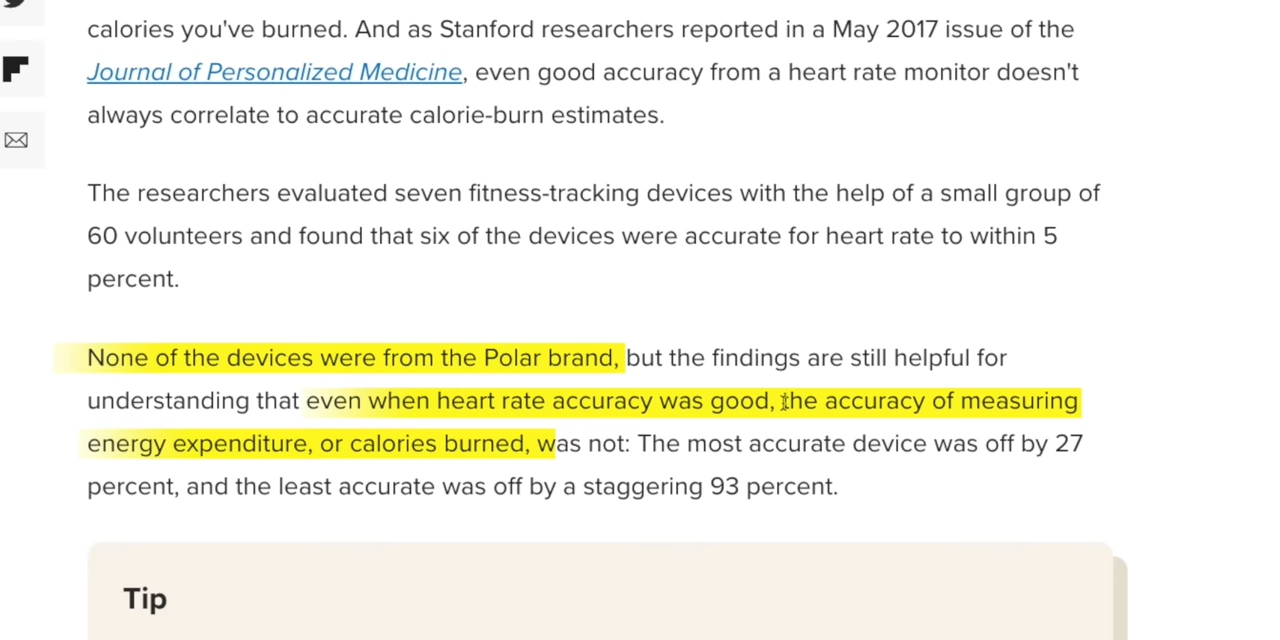 calories you've burned. And as Stanford researchers reported in a May 2017 issue of the
Journal of Personalized Medicine, even good accuracy from a heart rate monitor doesn't
always correlate to accurate calorie-burn estimates.
The researchers evaluated seven fitness-tracking devices with the help of a small group of
60 volunteers and found that six of the devices were accurate for heart rate to within 5
percent.
None of the devices were from the Polar brand, but the findings are still helpful for
understanding that even when heart rate accuracy was good, the accuracy of measuring
energy expenditure, or calories burned, was not: The most accurate device was off by 27
percent, and the least accurate was off by a staggering 93 percent.
Tip